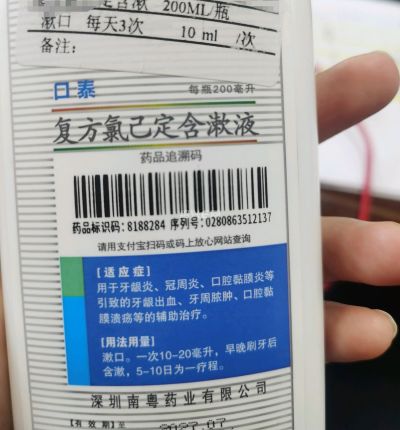 定含漱 200ML/瓶
漱口 每天3次 10 ml /次
备注:
口泰 每瓶200毫升
复方氯己定含漱液
药品追溯码
药品标识码: 8188284 序列号: 0280863512137
请用支付宝扫码或码上放心网站查询
[适应症]
用于牙龈炎、冠周炎、口腔黏膜炎等
引致的牙龈出血、牙周脓肿、口腔黏
膜溃疡等的辅助治疗。
[用法用量]
漱口。一次10-20毫升,早晚刷牙后
含漱,5-10日为一疗程。
深圳南粤药业有限公司
[有效期] 至 2027.07